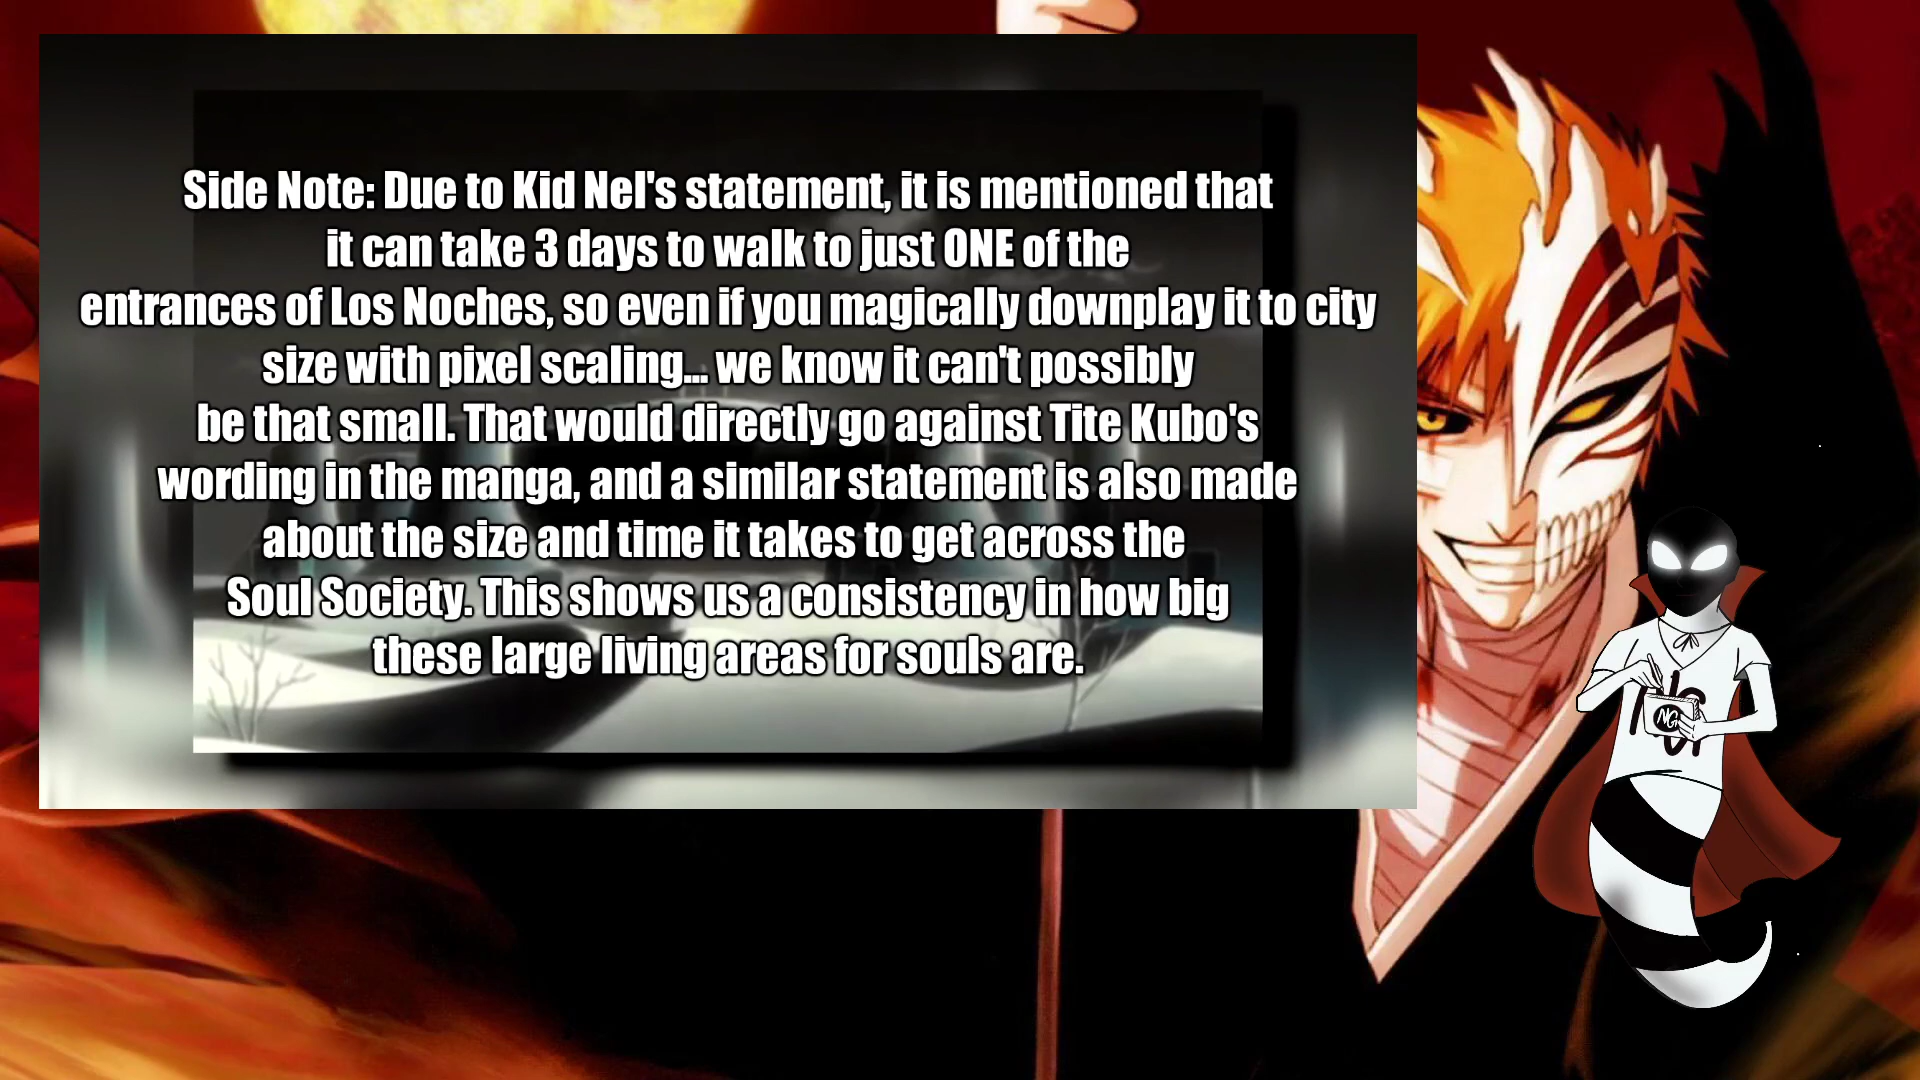 Side Note: Due to Kid Nel's statement, it is mentioned that
it can take 3 days to walk to just ONE of the
entrances of Los Noches, so even if you magically downplay it to city
size with pixel scaling... we know it can't possibly
be that small. That would directly go against Tite Kubo's
wording in the manga, and a similar statement is also made
about the size and time it takes to get across the
Soul Society. This shows us a consistency in how big
these large living areas for souls are.
NG